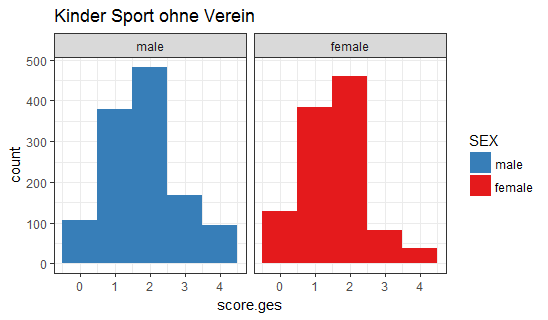 Kinder Sport ohne Verein
male
female
500
400
300
200
100
0
count
0 1 2 3 4
0 1 2 3 4
score.ges
SEX
male
female